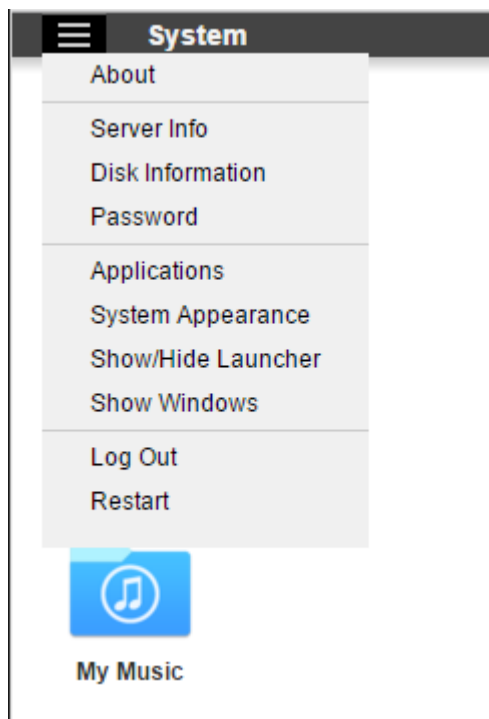 System
About
Server Info
Disk Information
Password
Applications
System Appearance
Show/Hide Launcher
Show Windows
Log Out
Restart
My Music